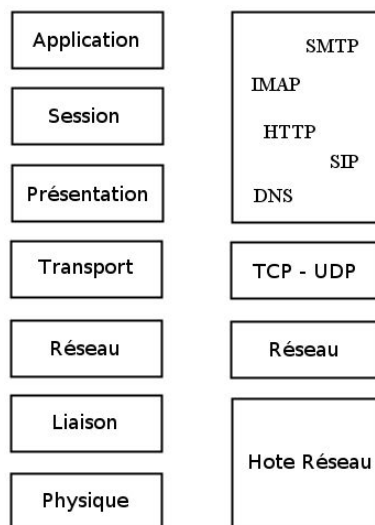 Application
Session
Présentation
Transport
Réseau
Liaison
Physique
SMTP
IMAP
HTTP
SIP
DNS
TCP - UDP
Réseau
Hote Réseau